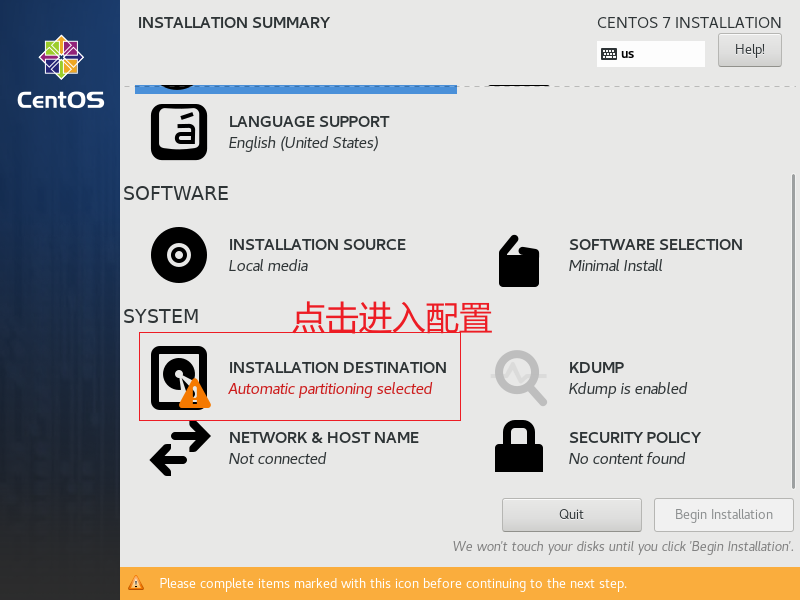 INSTALLATION SUMMARY
CENTOS 7 INSTALLATION
us
Help!
CentOS
LANGUAGE SUPPORT
English (United States)
SOFTWARE
INSTALLATION SOURCE
Local media
SOFTWARE SELECTION
Minimal Install
SYSTEM
点击进入配置
INSTALLATION DESTINATION
Automatic partitioning selected
KDUMP
Kdump is enabled
NETWORK & HOST NAME
Not connected
SECURITY POLICY
No content found
Quit
Begin Installation
We won't touch your disks until you click 'Begin Installation'.
Please complete items marked with this icon before continuing to the next step.